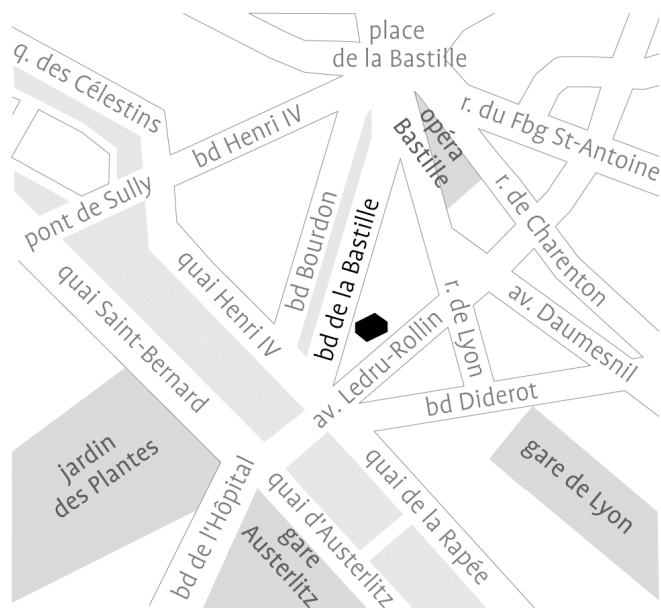 place
de la Bastille
q. des Célestins
bd Henri IV
r. du Fbg St-Antoine
opéra
Bastille
pont de Sully
bd Bourdon
bd de la Bastille
r. de Charenton
quai Henri IV
quai Saint-Bernard
r. de Lyon
av. Daumesnil
av. Ledru-Rollin
bd Diderot
jardin
des Plantes
gare de Lyon
bd de l'Hôpital
quai d'Austerlitz
quai de la Rapée
gare
Austerlitz